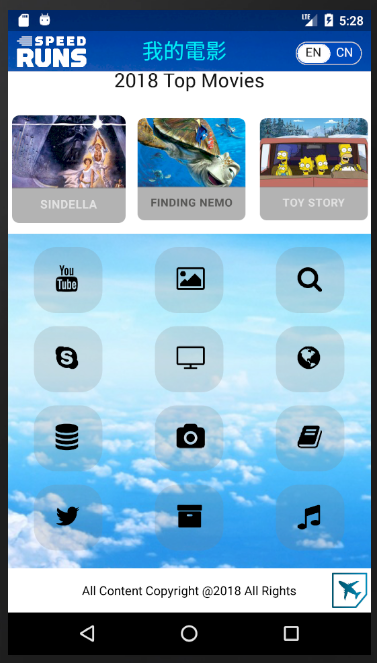 LTE 5:28
SPEED
RUNS
我的電影
EN CN
2018 Top Movies
SINDELLA
FINDING NEMO
TOY STORY
You
Tube
S
All Content Copyright @2018 All Rights